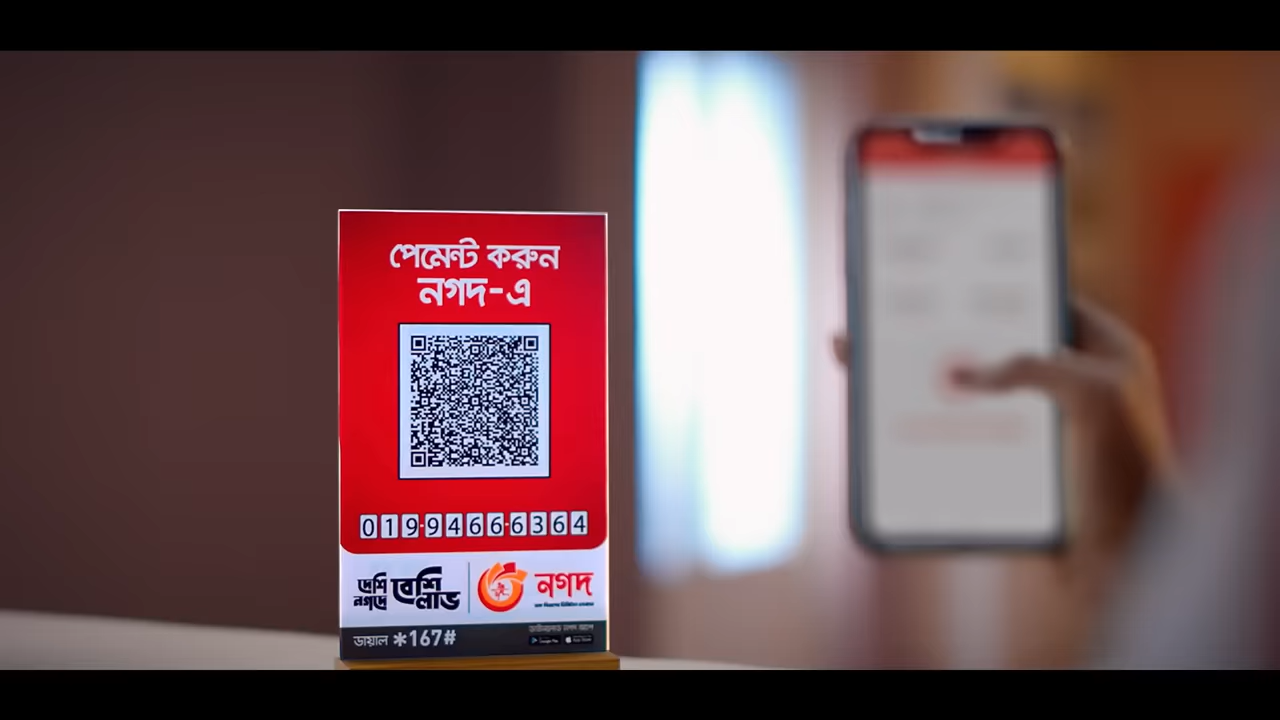 পেমেন্ট করুন
নগদ-এ
019-9466-6364
দেশি
নগদে
বেশি
লাভ
নগদ
ডায়াল *167#